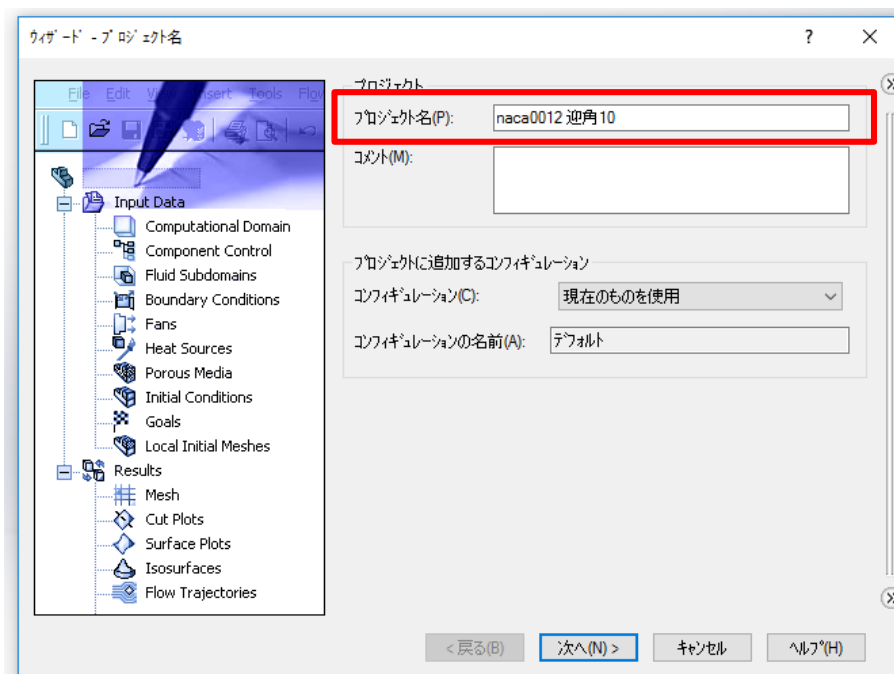 ウィザード - プロジェクト名
?
File Edit View Insert Tools Flow
Input Data
Computational Domain
Component Control
Fluid Subdomains
Boundary Conditions
Fans
Heat Sources
Porous Media
Initial Conditions
Goals
Local Initial Meshes
Results
Mesh
Cut Plots
Surface Plots
Isosurfaces
Flow Trajectories
プロジェクト
プロジェクト名(P):
naca0012 迎角10
コメント(M):
プロジェクトに追加するコンフィギュレーション
コンフィギュレーション(C):
現在のものを使用
コンフィギュレーションの名前(A):
デフォルト
< 戻る(B)
次へ(N) >
キャンセル
ヘルプ(H)